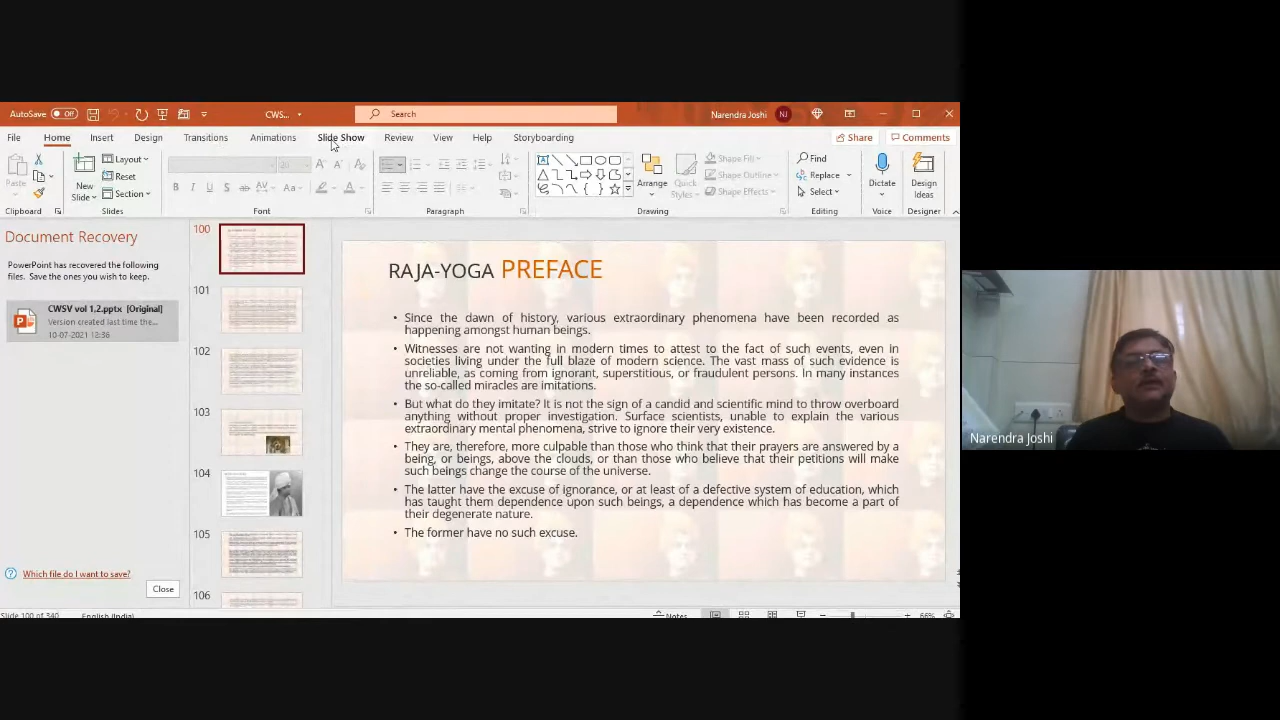 AutoSave Off CWS... Search Narendra Joshi NJ
File Home Insert Design Transitions Animations Slide Show Review View Help Storyboarding Share Comments
Paste New Slide Layout Reset Section
B I U S ab AV Aa A
Arrange Quick Styles Shape Fill Shape Outline Shape Effects
Find Replace Select
Dictate Design Ideas
Clipboard Slides Font Paragraph Drawing Editing Voice Designer
Document Recovery
PowerPoint has recovered the following
files. Save the ones you wish to keep.
CWSV vol 1,2.pptx [Original]
Version created last time the...
10-07-2021 18:36
Which file do I want to save?
Close
100
101
102
103
104
105
106
RAJA-YOGA PREFACE
• Since the dawn of history, various extraordinary phenomena have been recorded as
happening amongst human beings.
• Witnesses are not wanting in modern times to attest to the fact of such events, even in
societies living under the full blaze of modern science. The vast mass of such evidence is
unreliable, as coming from ignorant, superstitious, or fraudulent persons. In many instances
the so-called miracles are imitations.
• But what do they imitate? It is not the sign of a candid and scientific mind to throw overboard
anything without proper investigation. Surface scientists, unable to explain the various
extraordinary mental phenomena, strive to ignore their very existence.
• They are, therefore, more culpable than those who think that their prayers are answered by a
being, or beings, above the clouds, or than those who believe that their petitions will make
such beings change the course of the universe.
• The latter have the excuse of ignorance, or at least of a defective system of education, which
has taught them dependence upon such beings, a dependence which has become a part of
their degenerate nature.
• The former have no such excuse.
Slide 100 of 340 English (India) Notes 66%
Narendra Joshi